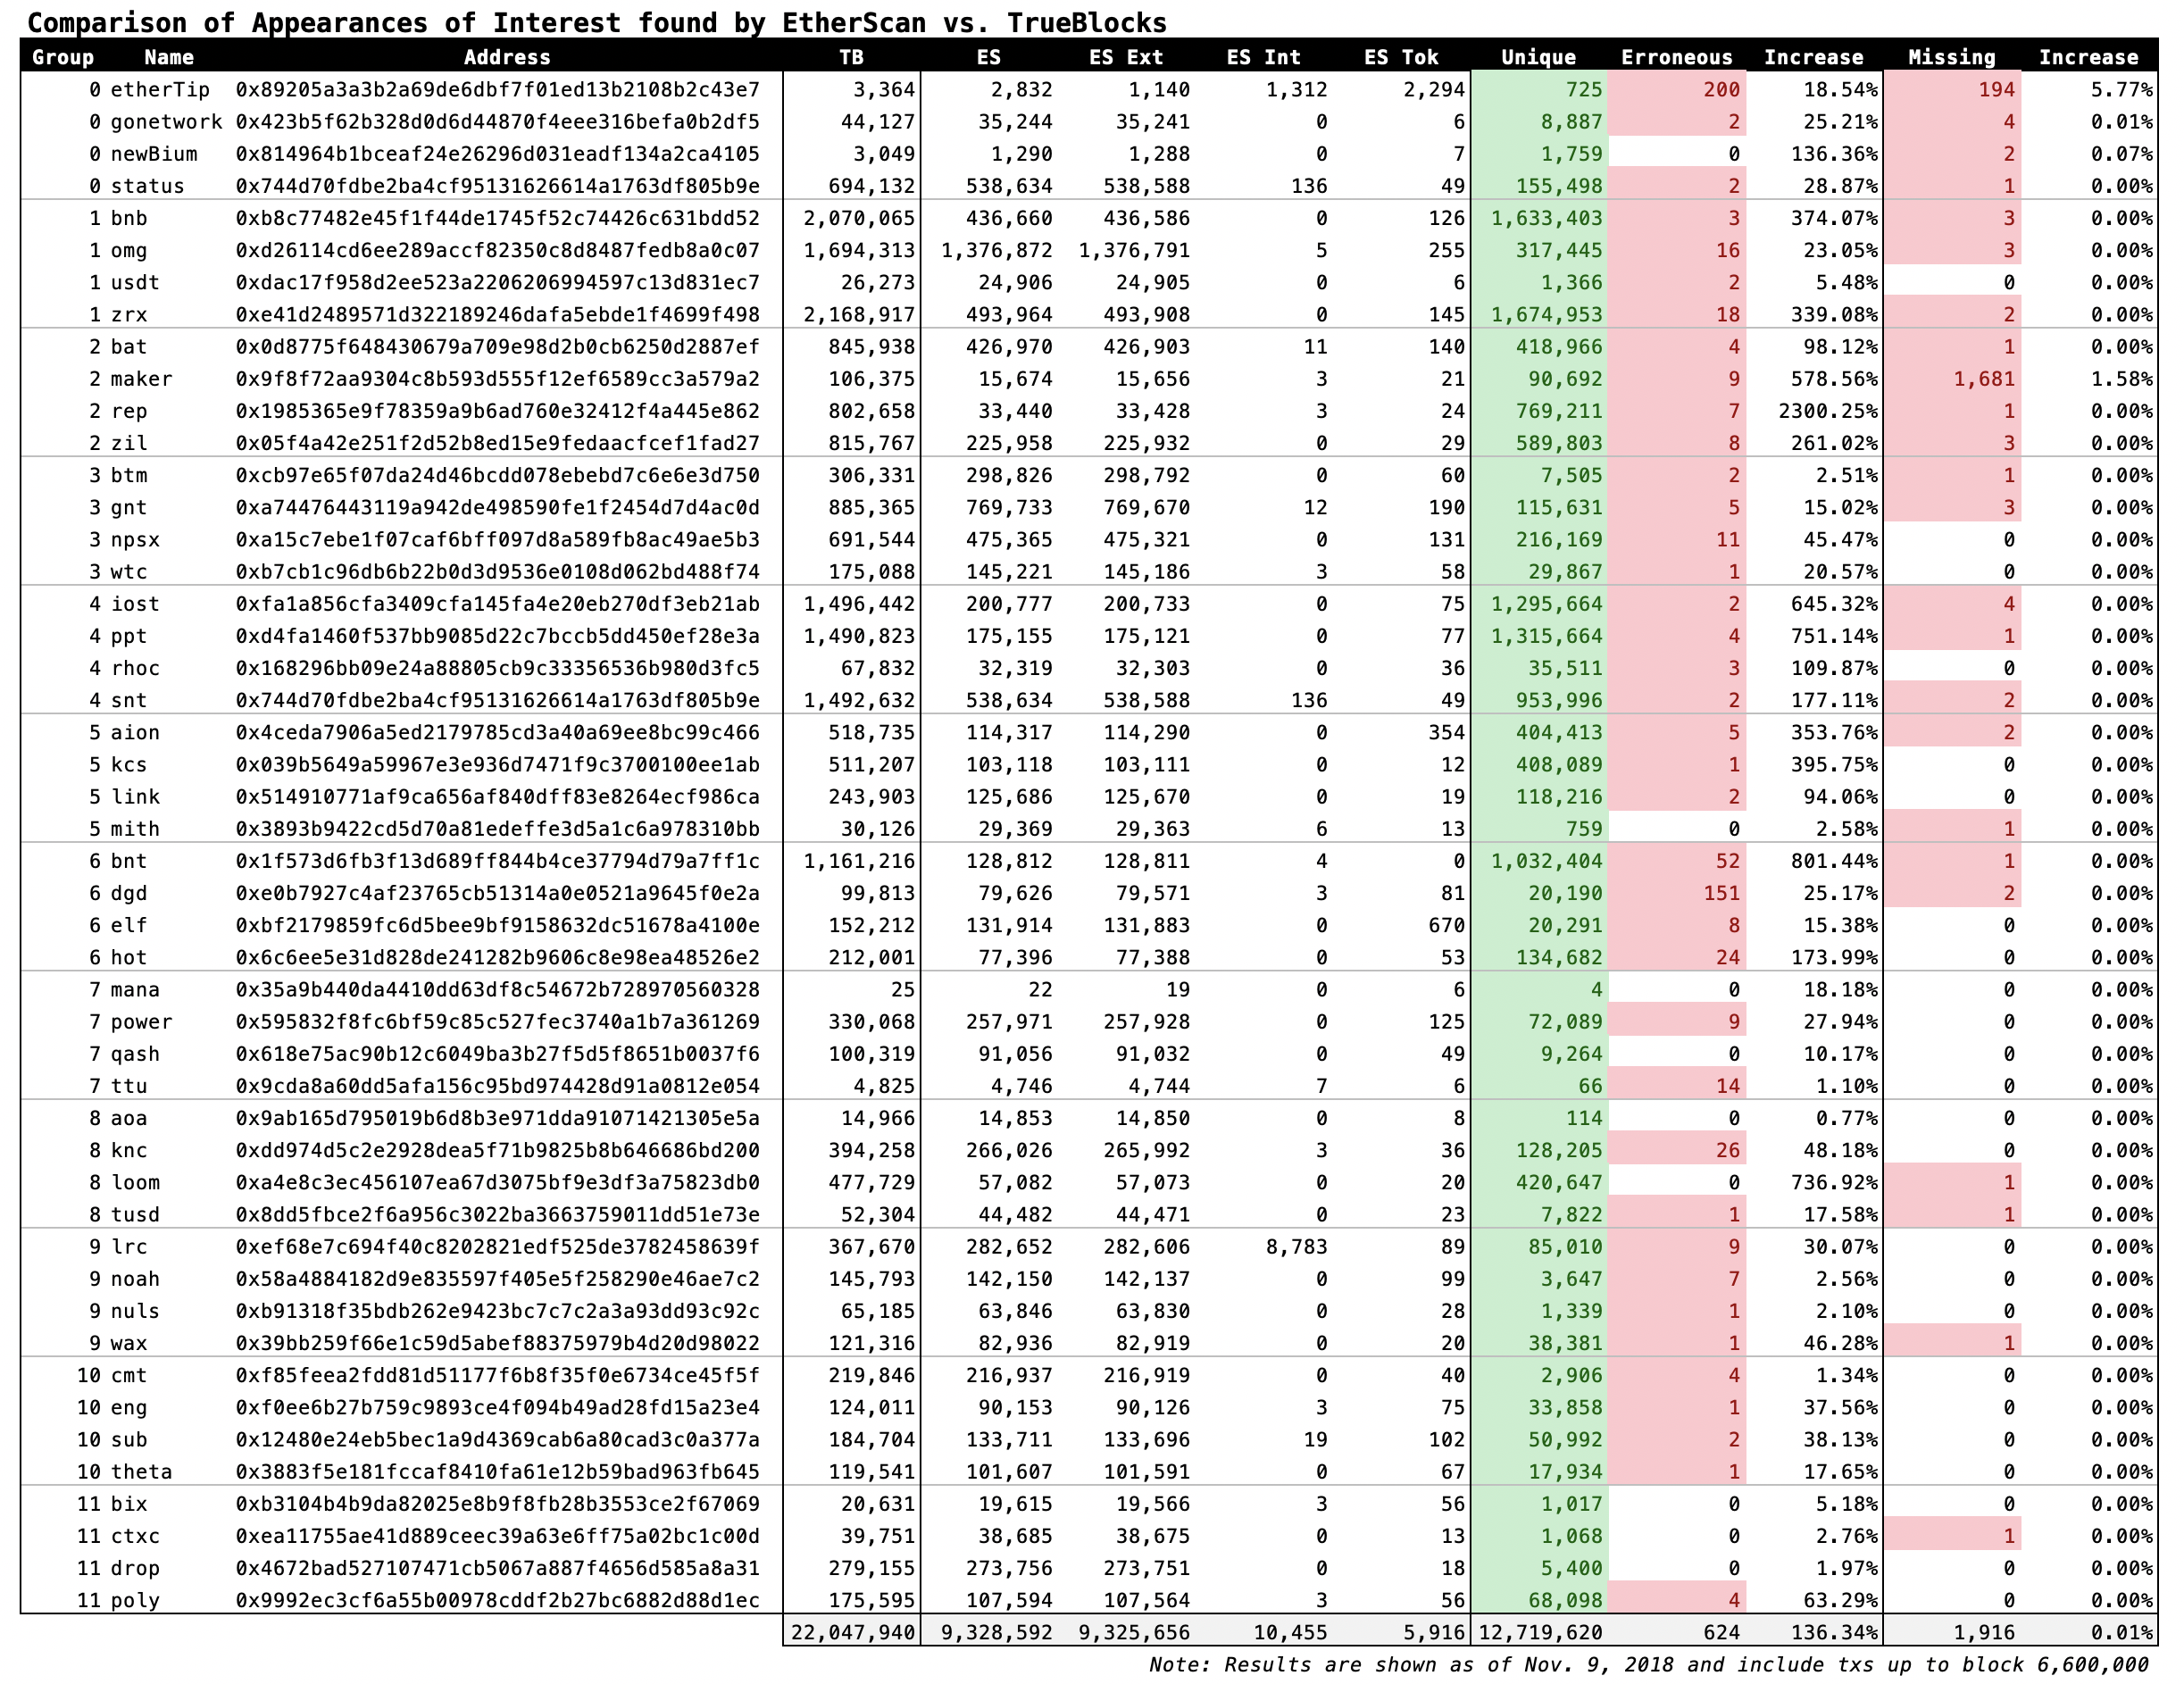 Comparison of Appearances of Interest found by EtherScan vs. TrueBlocks
Group Name Address TB ES ES Ext ES Int ES Tok Unique Erroneous Increase Missing Increase
0 etherTip 0x89205a3a3b2a69de6dbf7f01ed13b2108b2c43e7 3,364 2,832 1,140 1,312 2,294 725 200 18.54% 194 5.77%
0 gonetwork 0x423b5f62b328d0d6d44870f4eee316befa0b2df5 44,127 35,244 35,241 0 6 8,887 2 25.21% 4 0.01%
0 newBium 0x814964b1bceaf24e26296d031eadf134a2ca4105 3,049 1,290 1,288 0 7 1,759 0 136.36% 2 0.07%
0 status 0x744d70fdbe2ba4cf95131626614a1763df805b9e 694,132 538,634 538,588 136 49 155,498 2 28.87% 1 0.00%
1 bnb 0xb8c77482e45f1f44de1745f52c74426c631bdd52 2,070,065 436,660 436,586 0 126 1,633,403 3 374.07% 3 0.00%
1 omg 0xd26114cd6ee289accf82350c8d8487fedb8a0c07 1,694,313 1,376,872 1,376,791 5 255 317,445 16 23.05% 3 0.00%
1 usdt 0xdac17f958d2ee523a2206206994597c13d831ec7 26,273 24,906 24,905 0 6 1,366 2 5.48% 0 0.00%
1 zrx 0xe41d2489571d322189246dafa5ebde1f4699f498 2,168,917 493,964 493,908 0 145 1,674,953 18 339.08% 2 0.00%
2 bat 0x0d8775f648430679a709e98d2b0cb6250d2887ef 845,938 426,970 426,903 11 140 418,966 4 98.12% 1 0.00%
2 maker 0x9f8f72aa9304c8b593d555f12ef6589cc3a579a2 106,375 15,674 15,656 3 21 90,692 9 578.56% 1,681 1.58%
2 rep 0x1985365e9f78359a9b6ad760e32412f4a445e862 802,658 33,440 33,428 3 24 769,211 7 2300.25% 1 0.00%
2 zil 0x05f4a42e251f2d52b8ed15e9fedaacfcef1fad27 815,767 225,958 225,932 0 29 589,803 8 261.02% 3 0.00%
3 btm 0xcb97e65f07da24d46bcdd078ebebd7c6e6e3d750 306,331 298,826 298,792 0 60 7,505 2 2.51% 1 0.00%
3 gnt 0xa74476443119a942de498590fe1f2454d7d4ac0d 885,365 769,733 769,670 12 190 115,631 5 15.02% 3 0.00%
3 npsx 0xa15c7ebe1f07caf6bff097d8a589fb8ac49ae5b3 691,544 475,365 475,321 0 131 216,169 11 45.47% 0 0.00%
3 wtc 0xb7cb1c96db6b22b0d3d9536e0108d062bd488f74 175,088 145,221 145,186 3 58 29,867 1 20.57% 0 0.00%
4 iost 0xfa1a856cfa3409cfa145fa4e20eb270df3eb21ab 1,496,442 200,777 200,733 0 75 1,295,664 2 645.32% 4 0.00%
4 ppt 0xd4fa1460f537bb9085d22c7bccb5dd450ef28e3a 1,490,823 175,155 175,121 0 77 1,315,664 4 751.14% 1 0.00%
4 rhoc 0x168296bb09e24a88805cb9c33356536b980d3fc5 67,832 32,319 32,303 0 36 35,511 3 109.87% 0 0.00%
4 snt 0x744d70fdbe2ba4cf95131626614a1763df805b9e 1,492,632 538,634 538,588 136 49 953,996 2 177.11% 2 0.00%
5 aion 0x4ceda7906a5ed2179785cd3a40a69ee8bc99c466 518,735 114,317 114,290 0 354 404,413 5 353.76% 2 0.00%
5 kcs 0x039b5649a59967e3e936d7471f9c3700100ee1ab 511,207 103,118 103,111 0 12 408,089 1 395.75% 0 0.00%
5 link 0x514910771af9ca656af840dff83e8264ecf986ca 243,903 125,686 125,670 0 19 118,216 2 94.06% 0 0.00%
5 mith 0x3893b9422cd5d70a81edeffe3d5a1c6a978310bb 30,126 29,369 29,363 6 13 759 0 2.58% 1 0.00%
6 bnt 0x1f573d6fb3f13d689ff844b4ce37794d79a7ff1c 1,161,216 128,812 128,811 4 0 1,032,404 52 801.44% 1 0.00%
6 dgd 0xe0b7927c4af23765cb51314a0e0521a9645f0e2a 99,813 79,626 79,571 3 81 20,190 151 25.17% 2 0.00%
6 elf 0xbf2179859fc6d5bee9bf9158632dc51678a4100e 152,212 131,914 131,883 0 670 20,291 8 15.38% 0 0.00%
6 hot 0x6c6ee5e31d828de241282b9606c8e98ea48526e2 212,001 77,396 77,388 0 53 134,682 24 173.99% 0 0.00%
7 mana 0x35a9b440da4410dd63df8c54672b728970560328 25 22 19 0 6 4 0 18.18% 0 0.00%
7 power 0x595832f8fc6bf59c85c527fec3740a1b7a361269 330,068 257,971 257,928 0 125 72,089 9 27.94% 0 0.00%
7 qash 0x618e75ac90b12c6049ba3b27f5d5f8651b0037f6 100,319 91,056 91,032 0 49 9,264 0 10.17% 0 0.00%
7 ttu 0x9cda8a60dd5afa156c95bd974428d91a0812e054 4,825 4,746 4,744 7 6 66 14 1.10% 0 0.00%
8 aoa 0x9ab165d795019b6d8b3e971dda91071421305e5a 14,966 14,853 14,850 0 8 114 0 0.77% 0 0.00%
8 knc 0xdd974d5c2e2928dea5f71b9825b8b646686bd200 394,258 266,026 265,992 3 36 128,205 26 48.18% 0 0.00%
8 loom 0xa4e8c3ec456107ea67d3075bf9e3df3a75823db0 477,729 57,082 57,073 0 20 420,647 0 736.92% 1 0.00%
8 tusd 0x8dd5fbce2f6a956c3022ba3663759011dd51e73e 52,304 44,482 44,471 0 23 7,822 1 17.58% 1 0.00%
9 lrc 0xef68e7c694f40c8202821edf525de3782458639f 367,670 282,652 282,606 8,783 89 85,010 9 30.07% 0 0.00%
9 noah 0x58a4884182d9e835597f405e5f258290e46ae7c2 145,793 142,150 142,137 0 99 3,647 7 2.56% 0 0.00%
9 nuls 0xb91318f35bdb262e9423bc7c7c2a3a93dd93c92c 65,185 63,846 63,830 0 28 1,339 1 2.10% 0 0.00%
9 wax 0x39bb259f66e1c59d5abef88375979b4d20d98022 121,316 82,936 82,919 0 20 38,381 1 46.28% 1 0.00%
10 cmt 0xf85feea2fdd81d51177f6b8f35f0e6734ce45f5f 219,846 216,937 216,919 0 40 2,906 4 1.34% 0 0.00%
10 eng 0xf0ee6b27b759c9893ce4f094b49ad28fd15a23e4 124,011 90,153 90,126 3 75 33,858 1 37.56% 0 0.00%
10 sub 0x12480e24eb5bec1a9d4369cab6a80cad3c0a377a 184,704 133,711 133,696 19 102 50,992 2 38.13% 0 0.00%
10 theta 0x3883f5e181fccaf8410fa61e12b59bad963fb645 119,541 101,607 101,591 0 67 17,934 1 17.65% 0 0.00%
11 bix 0xb3104b4b9da82025e8b9f8fb28b3553ce2f67069 20,631 19,615 19,566 3 56 1,017 0 5.18% 0 0.00%
11 ctxc 0xea11755ae41d889ceec39a63e6ff75a02bc1c00d 39,751 38,685 38,675 0 13 1,068 0 2.76% 1 0.00%
11 drop 0x4672bad527107471cb5067a887f4656d585a8a31 279,155 273,756 273,751 0 18 5,400 0 1.97% 0 0.00%
11 poly 0x9992ec3cf6a55b00978cddf2b27bc6882d88d1ec 175,595 107,594 107,564 3 56 68,098 4 63.29% 0 0.00%
22,047,940 9,328,592 9,325,656 10,455 5,916 12,719,620 624 136.34% 1,916 0.01%
Note: Results are shown as of Nov. 9, 2018 and include txs up to block 6,600,000